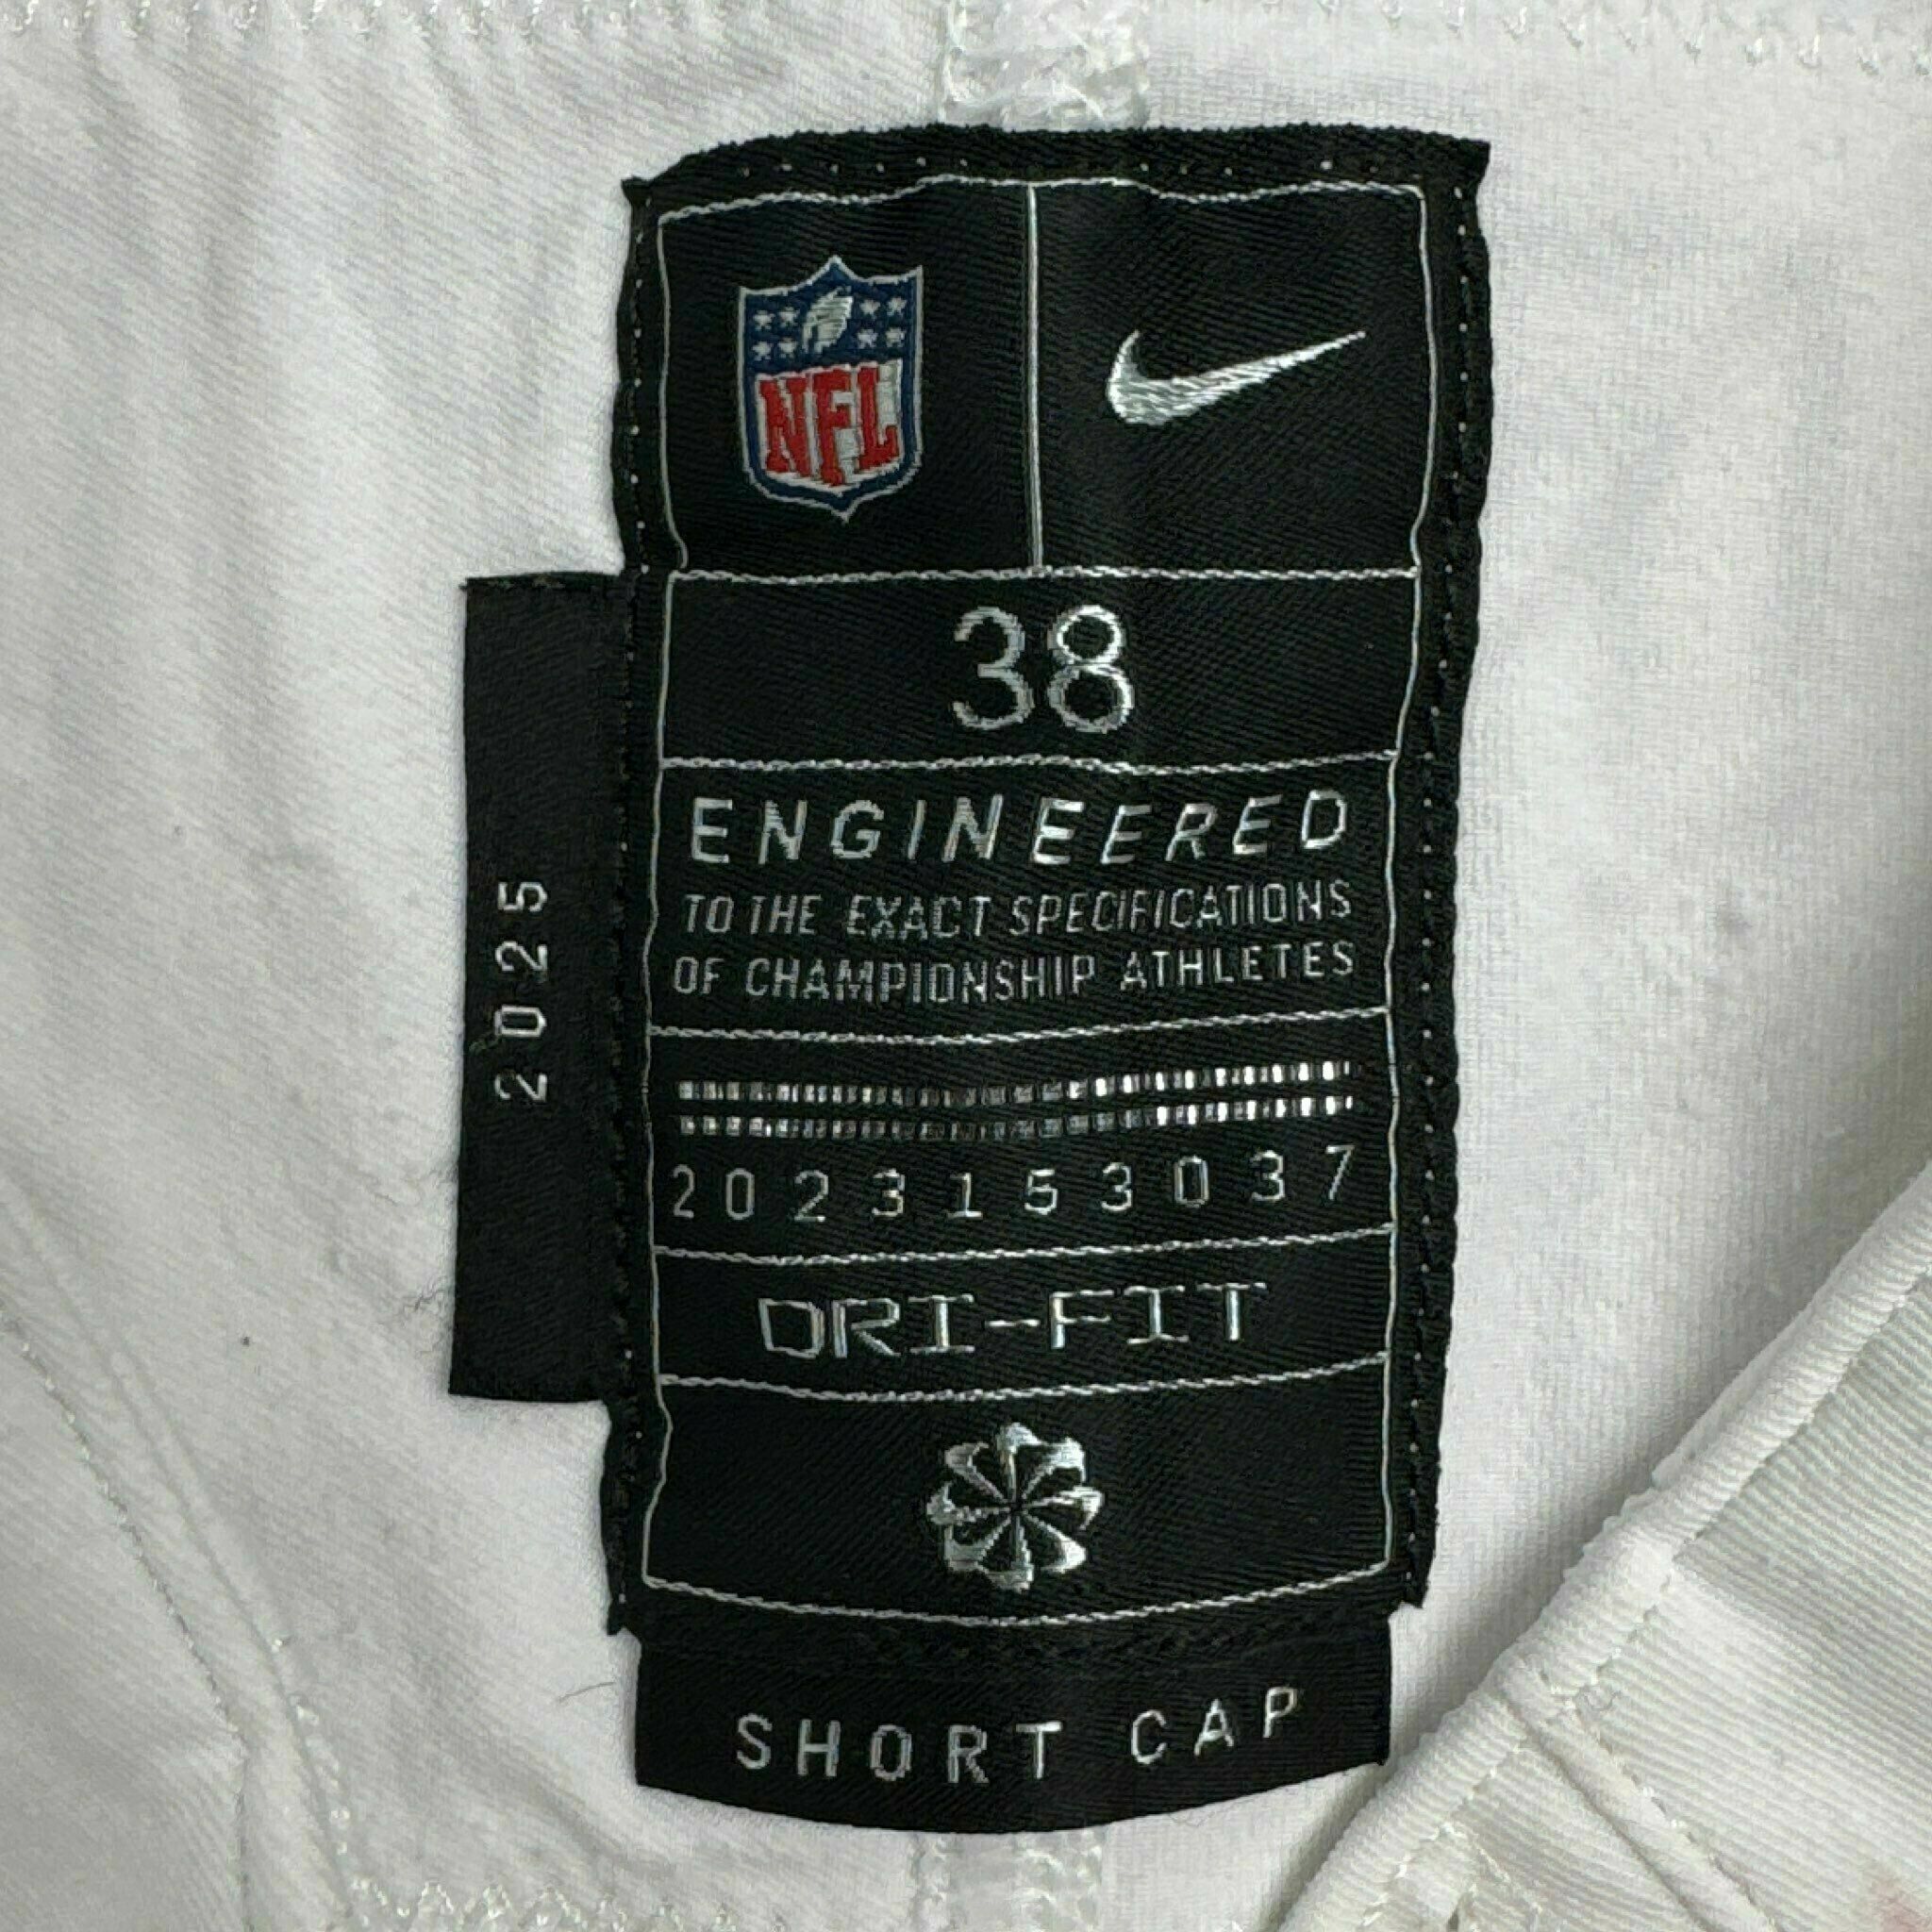 NFL
38
ENGINEERED
TO THE EXACT SPECIFICATIONS
OF CHAMPIONSHIP ATHLETES
2023153037
DRI-FIT
SHORT CAP
2025